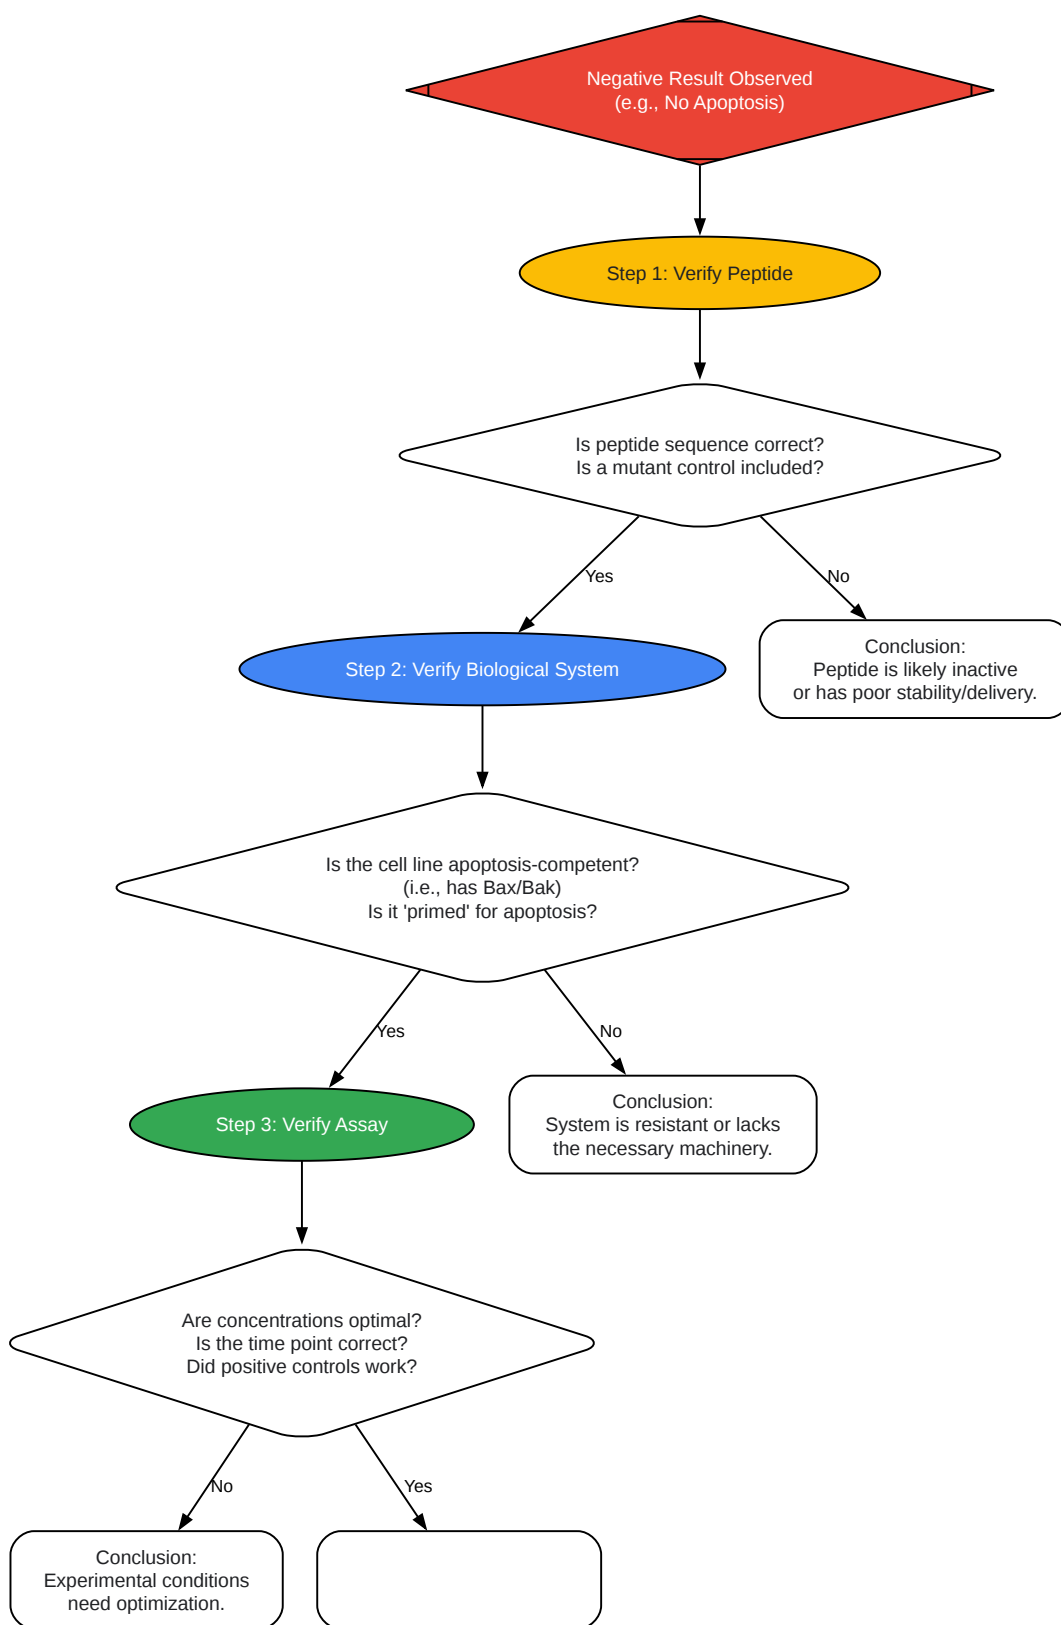 Negative Result Observed
(e.g., No Apoptosis)
Step 1: Verify Peptide
Is peptide sequence correct?
Is a mutant control included?
Yes
No
Step 2: Verify Biological System
Conclusion:
Peptide is likely inactive
or has poor stability/delivery.
Is the cell line apoptosis-competent?
(i.e., has Bax/Bak)
Is it 'primed' for apoptosis?
Yes
No
Step 3: Verify Assay
Conclusion:
System is resistant or lacks
the necessary machinery.
Are concentrations optimal?
Is the time point correct?
Did positive controls work?
No
Yes
Conclusion:
Experimental conditions
need optimization.